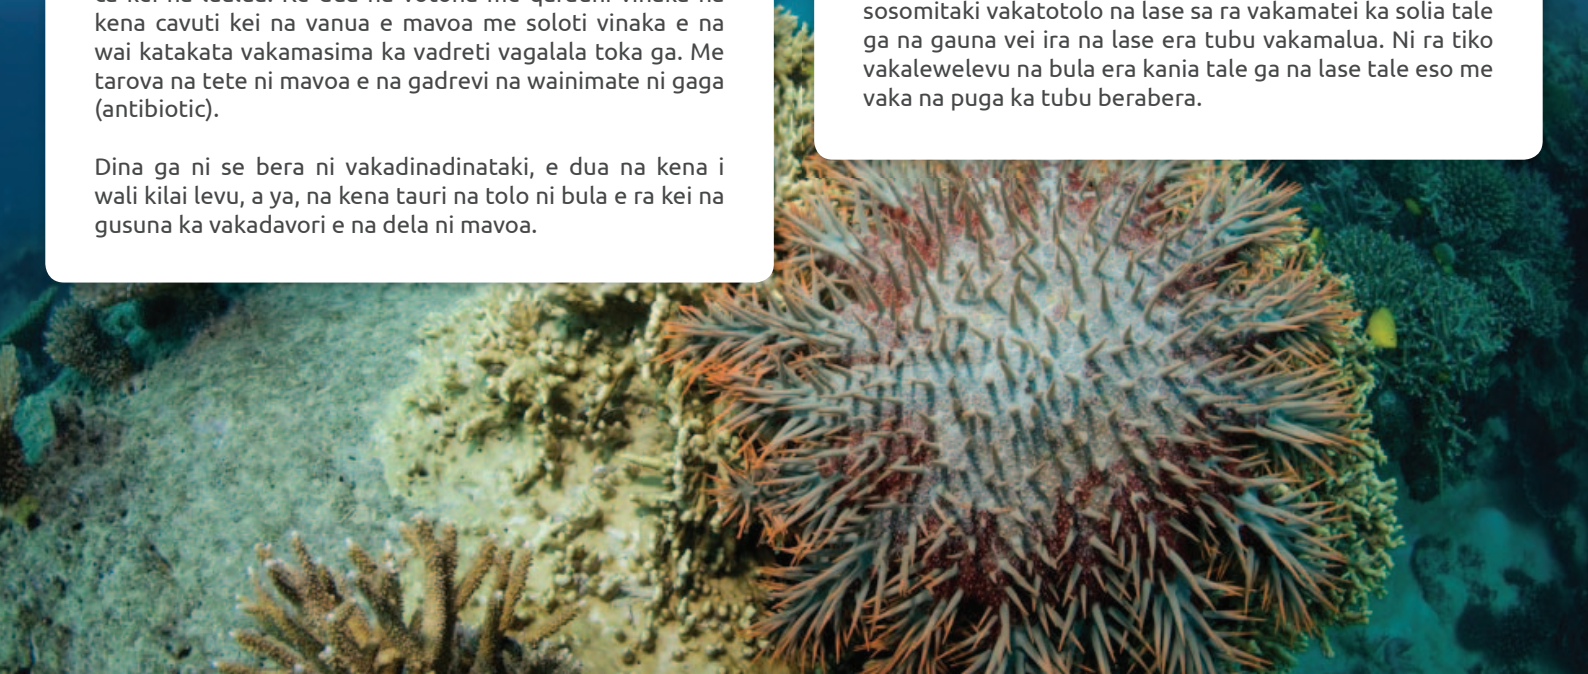 kena cavuti kei na vanua e mavoa me soloti vinaka e na
wai katakata vakamasima ka vadreti vagalala toka ga. Me
tarova na tete ni mavoa e na gadrevi na wainimate ni gaga
(antibiotic).
Dina ga ni se bera ni vakadinadinataki, e dua na kena i
wali kilai levu, a ya, na kena tauri na tolo ni bula e ra kei na
gusuna ka vakadavori e na dela ni mavoa.
sosomitaki vakatotolo na lase sa ra vakamatei ka solia tale
ga na gauna vei ira na lase era tubu vakamalua. Ni ra tiko
vakalewelevu na bula era kania tale ga na lase tale eso me
vaka na puga ka tubu berabera.